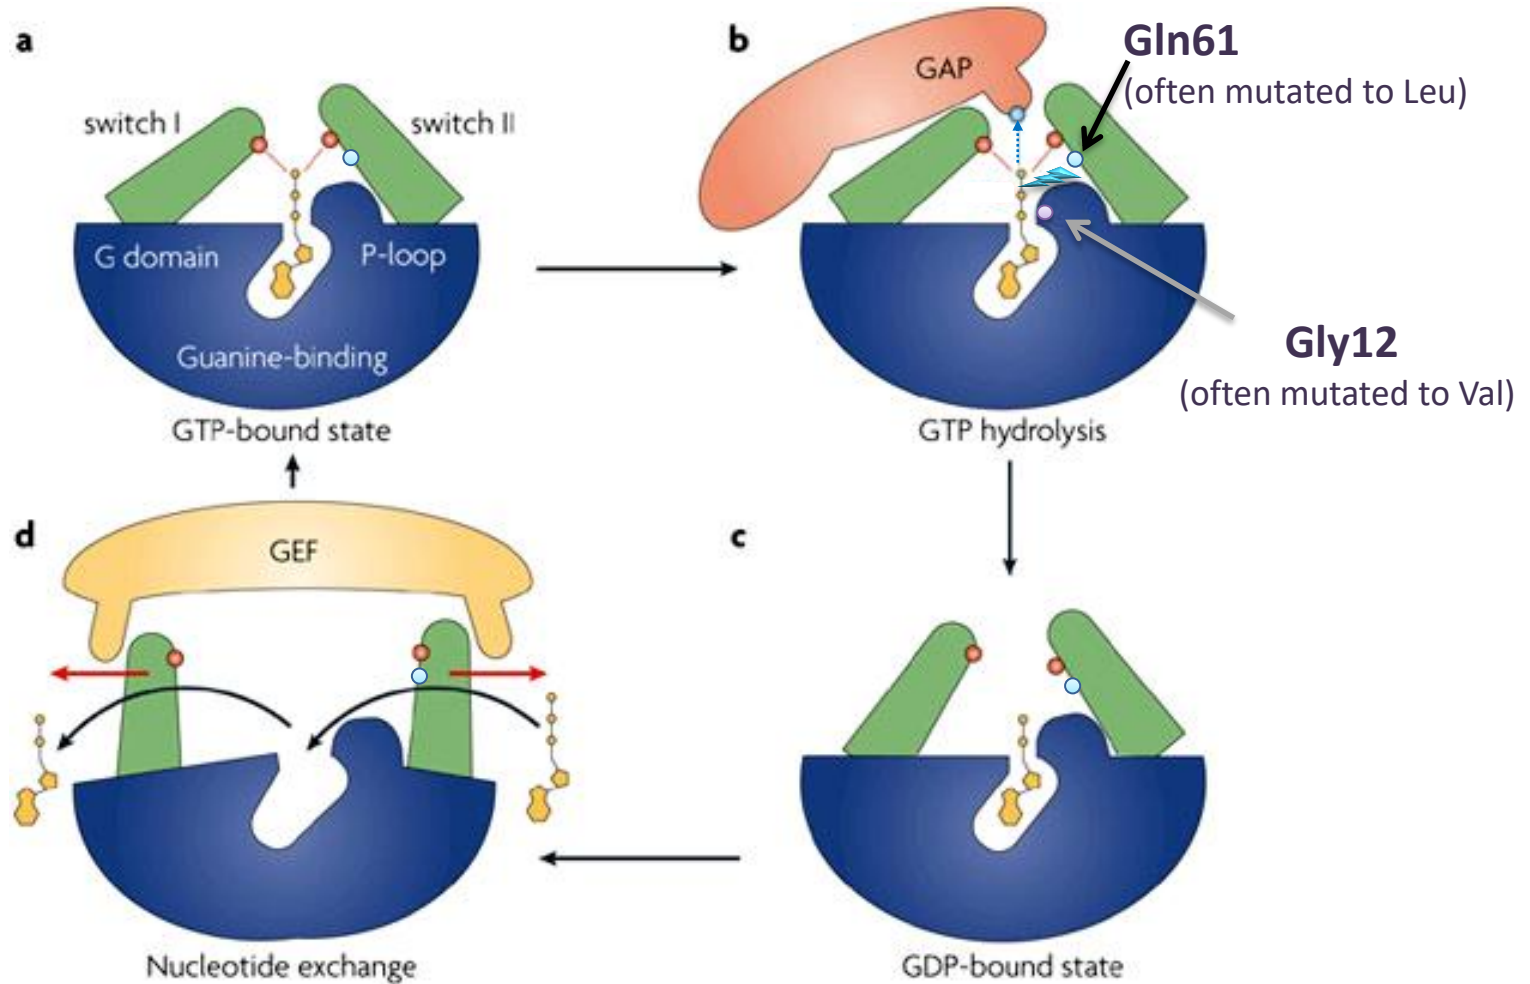 a
switch I
switch II
G domain
P-loop
Guanine-binding
GTP-bound state
b
GAP
Gln61
(often mutated to Leu)
Gly12
(often mutated to Val)
GTP hydrolysis
d
GEF
Nucleotide exchange
c
GDP-bound state